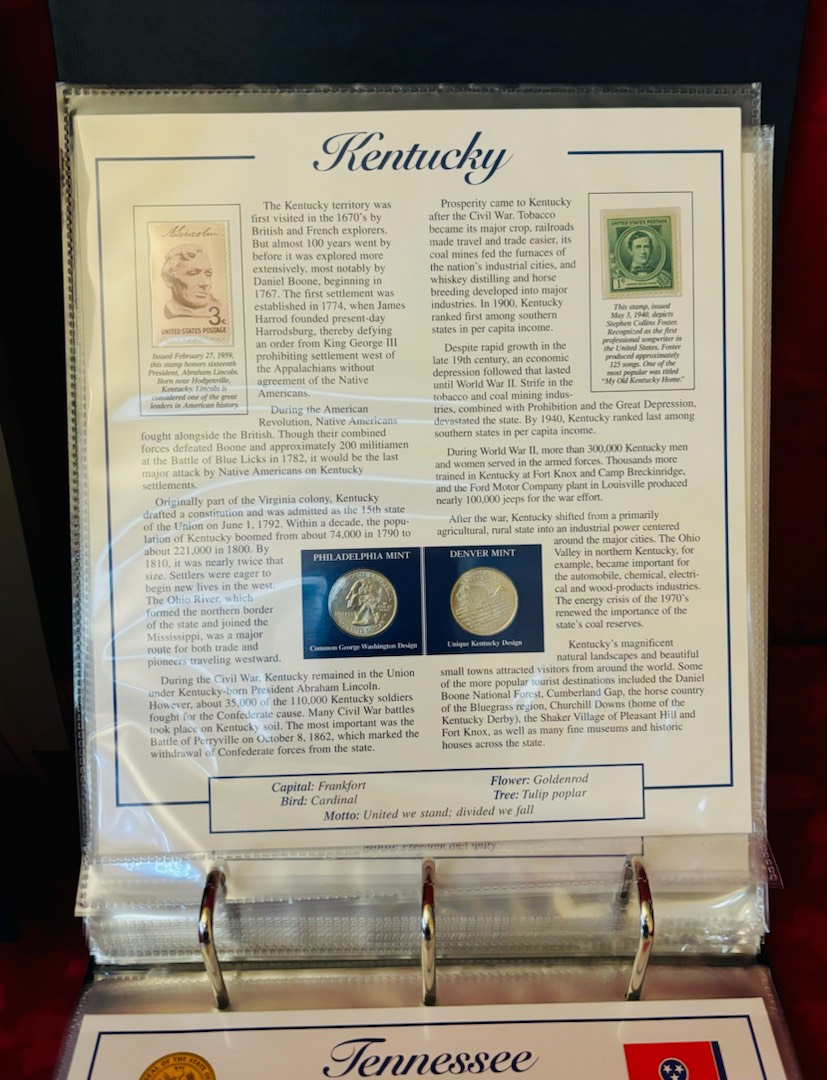 Kentucky
A. Lincoln
3c
UNITED STATES POSTAGE
Issued February 27, 1959,
this stamp honors sixteenth
President, Abraham Lincoln.
Born near Hodgenville,
Kentucky, Lincoln is
considered one of the great
leaders in American history.
The Kentucky territory was
first visited in the 1670's by
British and French explorers.
But almost 100 years went by
before it was explored more
extensively, most notably by
Daniel Boone, beginning in
1767. The first settlement was
established in 1774, when James
Harrod founded present-day
Harrodsburg, thereby defying
an order from King George III
prohibiting settlement west of
the Appalachians without
agreement of the Native
Americans.
During the American
Revolution, Native Americans
fought alongside the British. Though their combined
forces defeated Boone and approximately 200 militiamen
at the Battle of Blue Licks in 1782, it would be the last
major attack by Native Americans on Kentucky
settlements.
Originally part of the Virginia colony, Kentucky
drafted a constitution and was admitted as the 15th state
of the Union on June 1, 1792. Within a decade, the popu-
lation of Kentucky boomed from about 74,000 in 1790 to
about 221,000 in 1800. By
1810, it was nearly twice that
size. Settlers were eager to
begin new lives in the west.
The Ohio River, which
formed the northern border
of the state and joined the
Mississippi, was a major
route for both trade and
pioneers traveling westward.
During the Civil War, Kentucky remained in the Union
under Kentucky-born President Abraham Lincoln.
However, about 35,000 of the 110,000 Kentucky soldiers
fought for the Confederate cause. Many Civil War battles
took place on Kentucky soil. The most important was the
Battle of Perryville on October 8, 1862, which marked the
withdrawal of Confederate forces from the state.
Prosperity came to Kentucky
after the Civil War. Tobacco
became its major crop, railroads
made travel and trade easier, its
coal mines fed the furnaces of
the nation's industrial cities, and
whiskey distilling and horse
breeding developed into major
industries. In 1900, Kentucky
ranked first among southern
states in per capita income.
Despite rapid growth in the
late 19th century, an economic
depression followed that lasted
until World War II. Strife in the
tobacco and coal mining indus-
tries, combined with Prohibition and the Great Depression,
devastated the state. By 1940, Kentucky ranked last among
southern states in per capita income.
During World War II, more than 300,000 Kentucky men
and women served in the armed forces. Thousands more
trained in Kentucky at Fort Knox and Camp Breckinridge,
and the Ford Motor Company plant in Louisville produced
nearly 100,000 jeeps for the war effort.
After the war, Kentucky shifted from a primarily
agricultural, rural state into an industrial power centered
around the major cities. The Ohio
Valley in northern Kentucky, for
example, became important for
the automobile, chemical, electri-
cal and wood-products industries.
The energy crisis of the 1970's
renewed the importance of the
state's coal reserves.
Kentucky's magnificent
natural landscapes and beautiful
small towns attracted visitors from around the world. Some
of the more popular tourist destinations included the Daniel
Boone National Forest, Cumberland Gap, the horse country
of the Bluegrass region, Churchill Downs (home of the
Kentucky Derby), the Shaker Village of Pleasant Hill and
Fort Knox, as well as many fine museums and historic
houses across the state.
UNITED STATES POSTAGE
1c
This stamp, issued
May 3, 1940, depicts
Stephen Collins Foster.
Recognized as the first
professional songwriter in
the United States, Foster
produced approximately
125 songs. One of the
most popular was titled
"My Old Kentucky Home."
PHILADELPHIA MINT
Common George Washington Design
DENVER MINT
Unique Kentucky Design
Capital: Frankfort
Flower: Goldenrod
Bird: Cardinal
Tree: Tulip poplar
Motto: United we stand; divided we fall
Tennessee
SEAL OF THE STATE